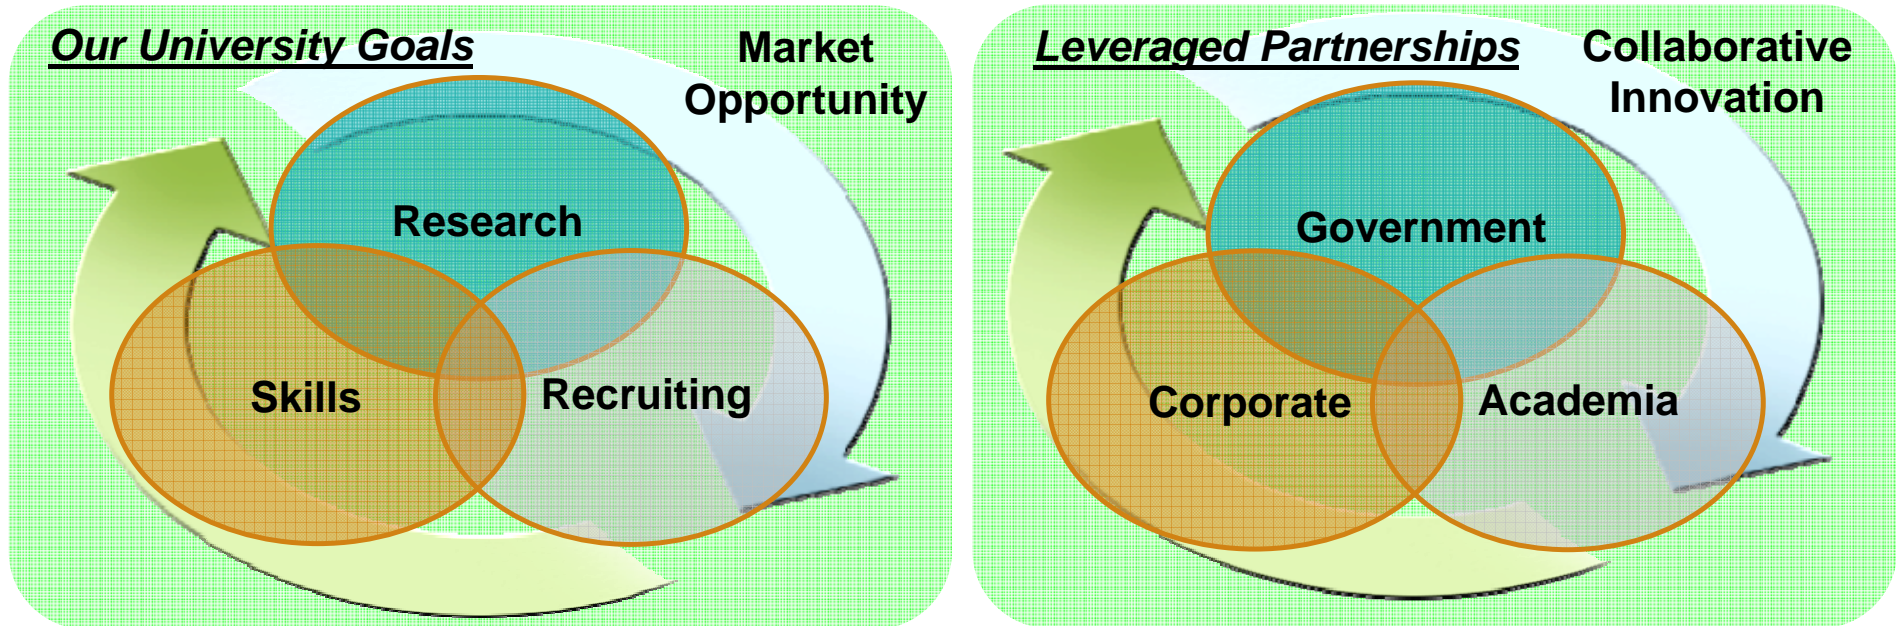 Our University Goals
Market
Opportunity
Research
Skills
Recruiting
Leveraged Partnerships
Collaborative
Innovation
Government
Corporate
Academia